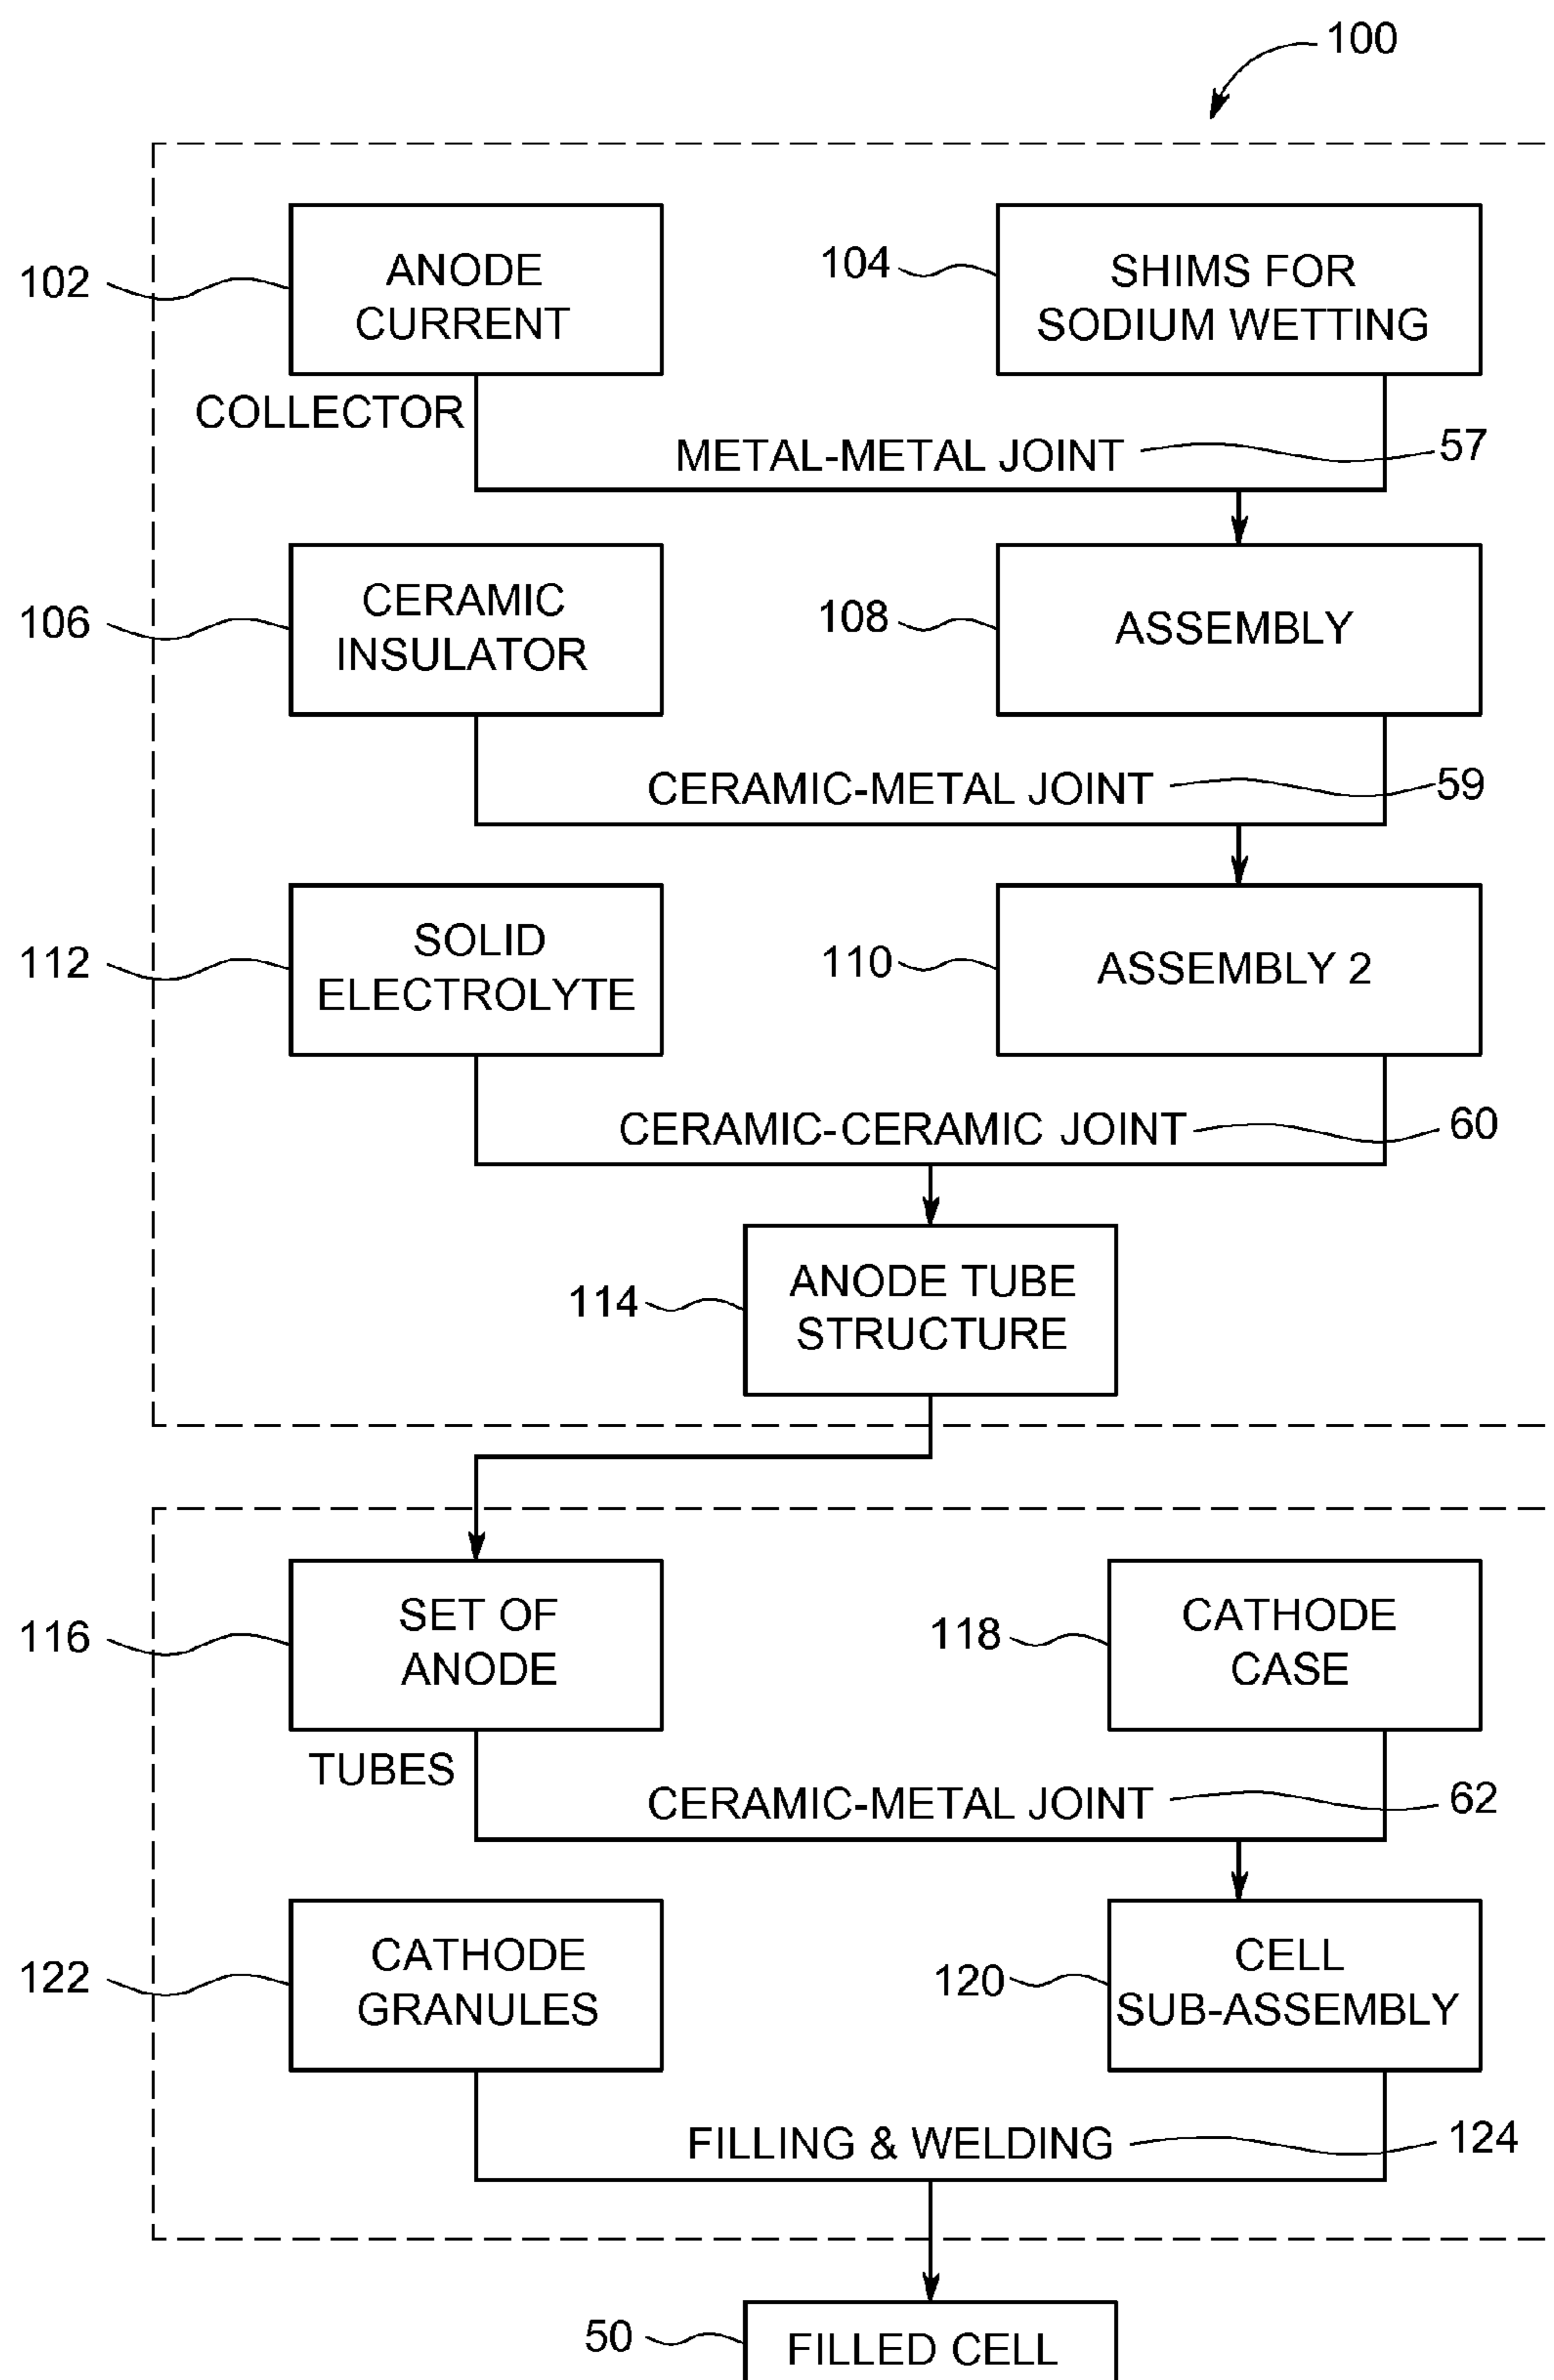 100
102
ANODE
CURRENT
COLLECTOR
104
SHIMS FOR
SODIUM WETTING
METAL-METAL JOINT
57
106
CERAMIC
INSULATOR
108
ASSEMBLY
CERAMIC-METAL JOINT
59
112
SOLID
ELECTROLYTE
110
ASSEMBLY 2
CERAMIC-CERAMIC JOINT
60
114
ANODE TUBE
STRUCTURE
116
SET OF
ANODE
TUBES
118
CATHODE
CASE
CERAMIC-METAL JOINT
62
122
CATHODE
GRANULES
120
CELL
SUB-ASSEMBLY
FILLING & WELDING
124
50
FILLED CELL